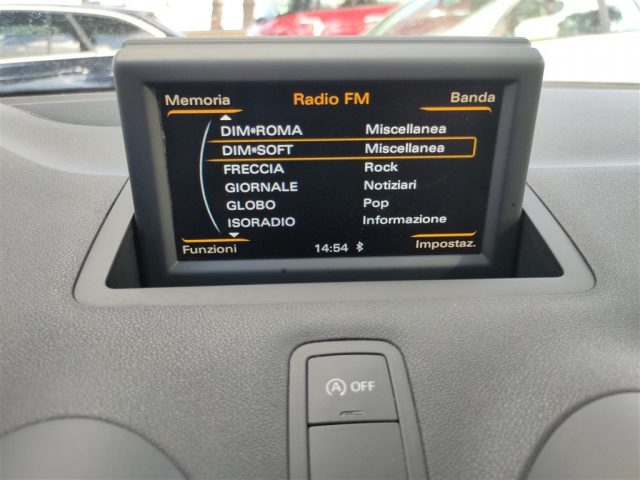 Memoria Radio FM Banda
DIM*ROMA Miscellanea
DIM*SOFT Miscellanea
FRECCIA Rock
GIORNALE Notiziari
GLOBO Pop
ISORADIO Informazione
Funzioni 14:54 Impostaz.
A OFF